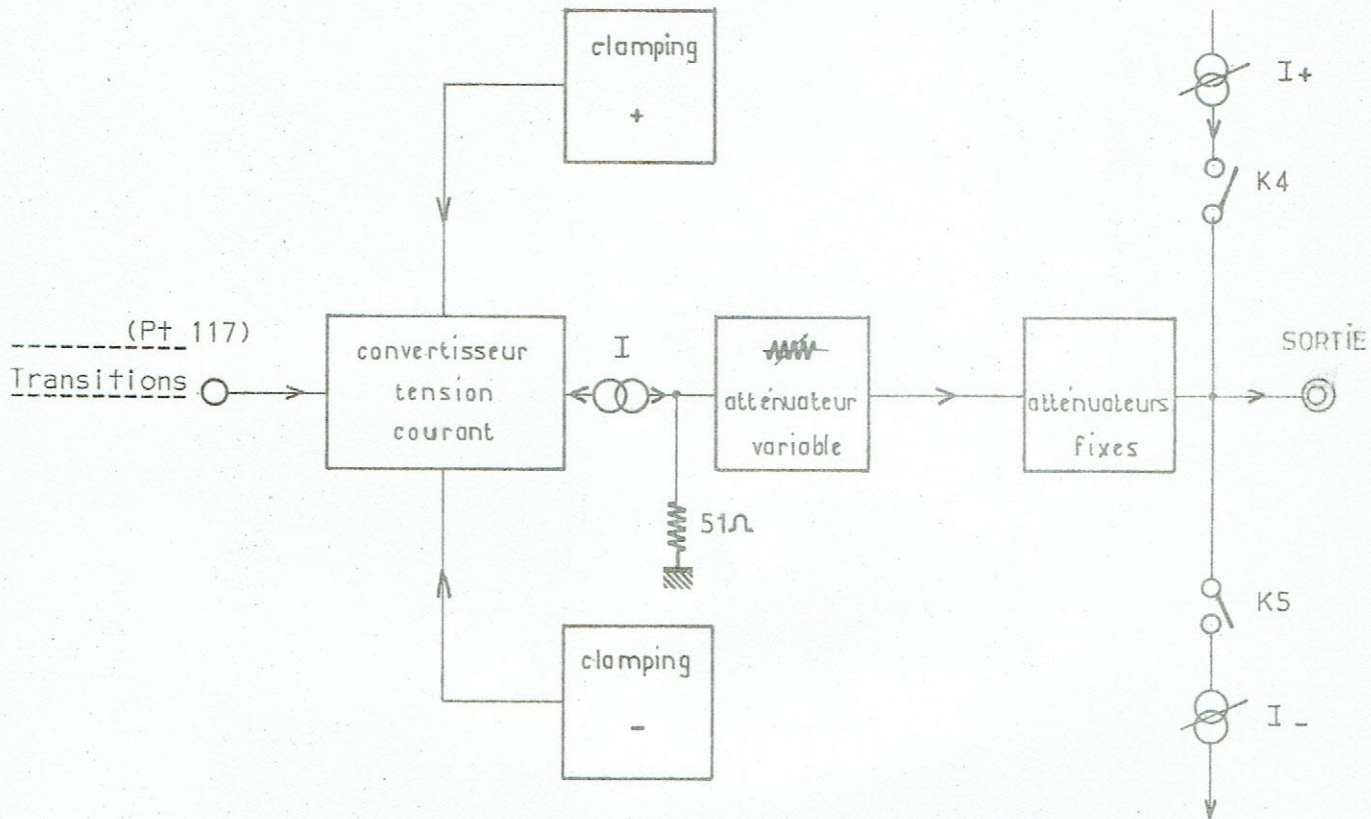 clamping
+
I+
K4
(Pt 117)
Transitions
convertisseur
tension
courant
I
atténuateur
variable
atténuateurs
fixes
SORTIE
51Ω
K5
clamping
-
I -